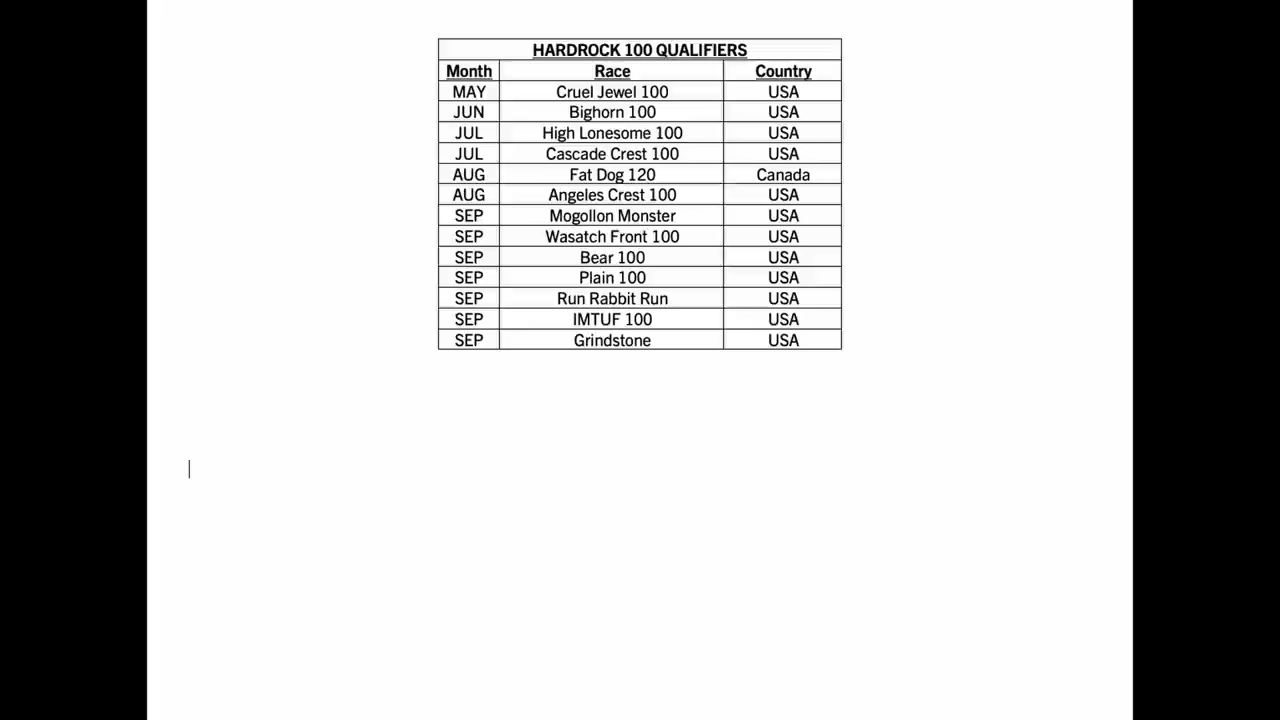 HARDROCK 100 QUALIFIERS
Month Race Country
MAY Cruel Jewel 100 USA
JUN Bighorn 100 USA
JUL High Lonesome 100 USA
JUL Cascade Crest 100 USA
AUG Fat Dog 120 Canada
AUG Angeles Crest 100 USA
SEP Mogollon Monster USA
SEP Wasatch Front 100 USA
SEP Bear 100 USA
SEP Plain 100 USA
SEP Run Rabbit Run USA
SEP IMTUF 100 USA
SEP Grindstone USA